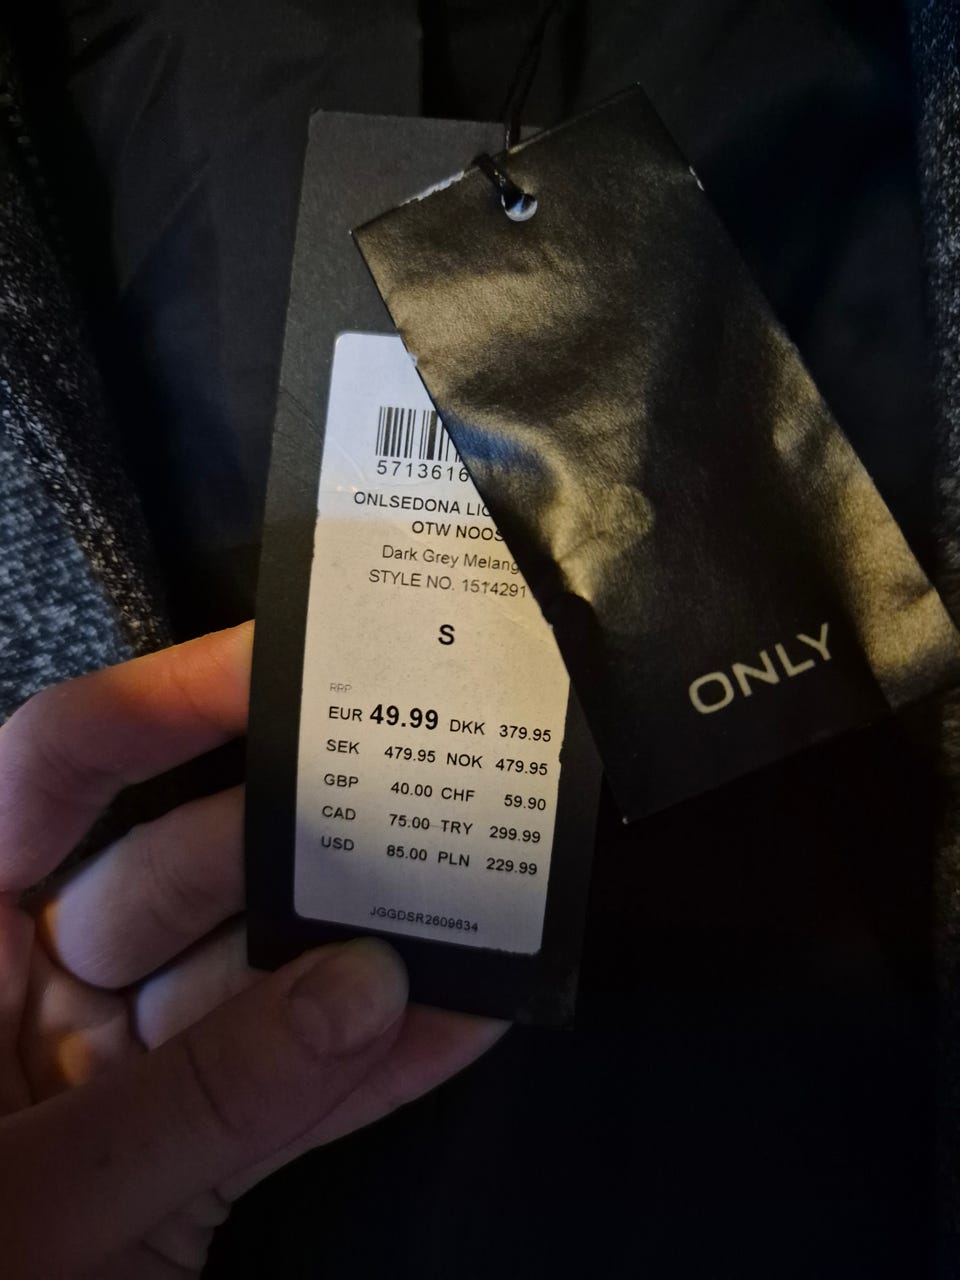 5713616
ONLSEDONA LIG
OTW NOOS
Dark Grey Melang
STYLE NO. 1514291
S
RRP
EUR 49.99 DKK 379.95
SEK 479.95 NOK 479.95
GBP 40.00 CHF 59.90
CAD 75.00 TRY 299.99
USD 85.00 PLN 229.99
JGGDSR2609634
ONLY